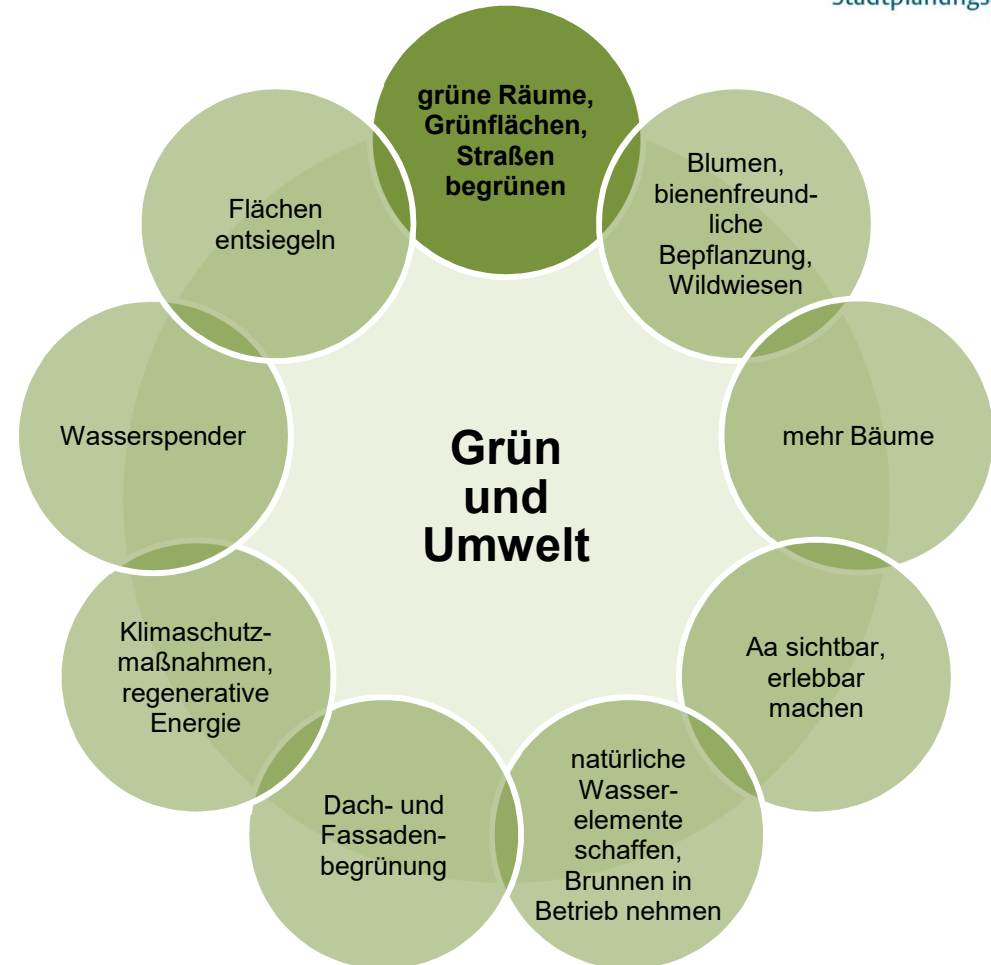 grüne Räume,
Grünflächen,
Straßen
begrünen
Blumen,
bienenfreund-
liche
Bepflanzung,
Wildwiesen
mehr Bäume
Aa sichtbar,
erlebbar
machen
natürliche
Wasser-
elemente
schaffen,
Brunnen in
Betrieb nehmen
Dach- und
Fassaden-
begrünung
Klimaschutz-
maßnahmen,
regenerative
Energie
Wasserspender
Flächen
entsiegeln
Grün
und
Umwelt